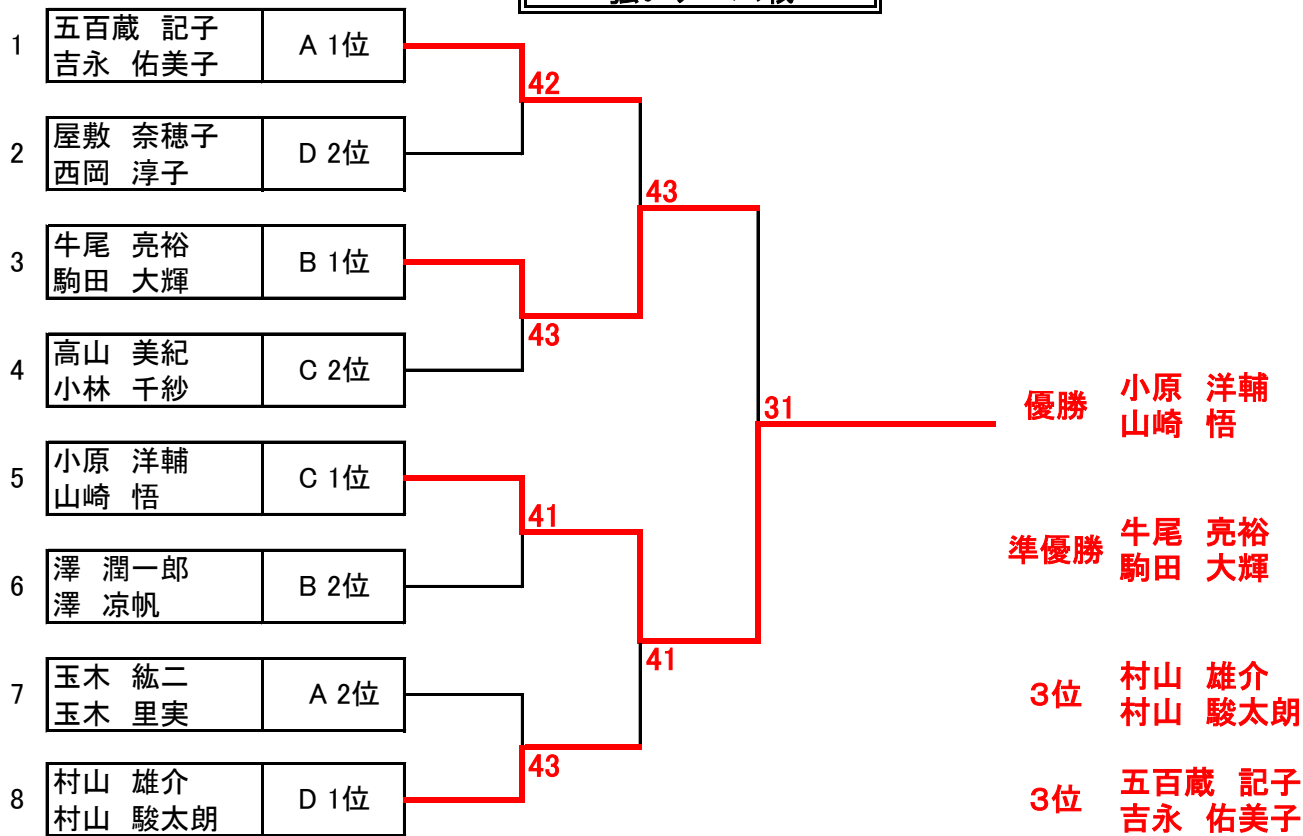 1 五百蔵 記子 A 1位
吉永 佑美子
42
2 屋敷 奈穂子 D 2位
西岡 淳子
43
3 牛尾 亮裕 B 1位
駒田 大輝
43
4 高山 美紀 C 2位
小林 千紗
31
優勝 小原 洋輔
山崎 悟
5 小原 洋輔 C 1位
山崎 悟
41
準優勝 牛尾 亮裕
駒田 大輝
6 澤 潤一郎 B 2位
澤 凉帆
41
7 玉木 紘二 A 2位
玉木 里実
3位 村山 雄介
村山 駿太朗
43
8 村山 雄介 D 1位
村山 駿太朗
3位 五百蔵 記子
吉永 佑美子